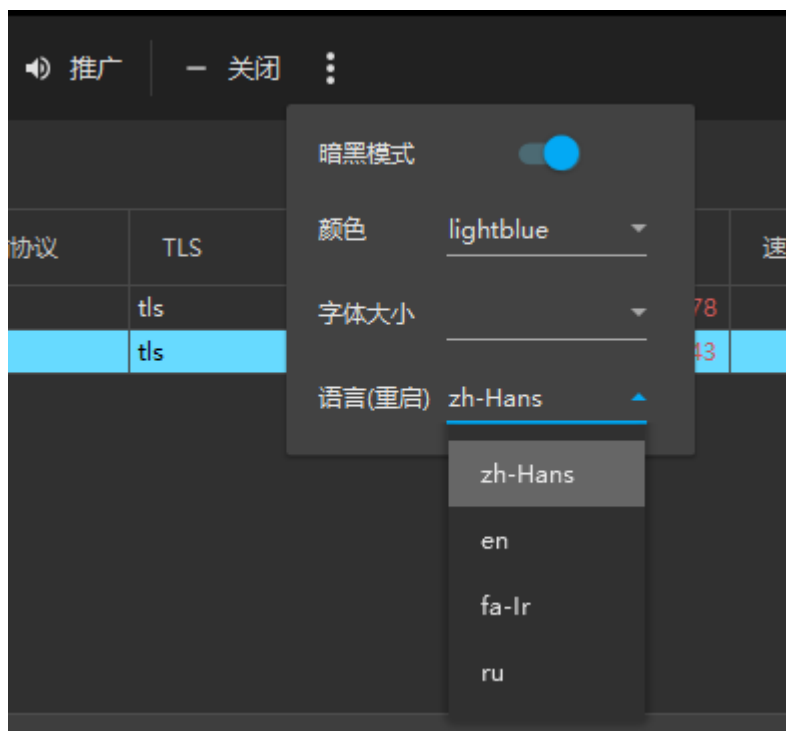 推广 关闭
暗黑模式
颜色 lightblue
协议 TLS 速
tls
字体大小 78
tls 43
语言(重启) zh-Hans
zh-Hans
en
fa-Ir
ru